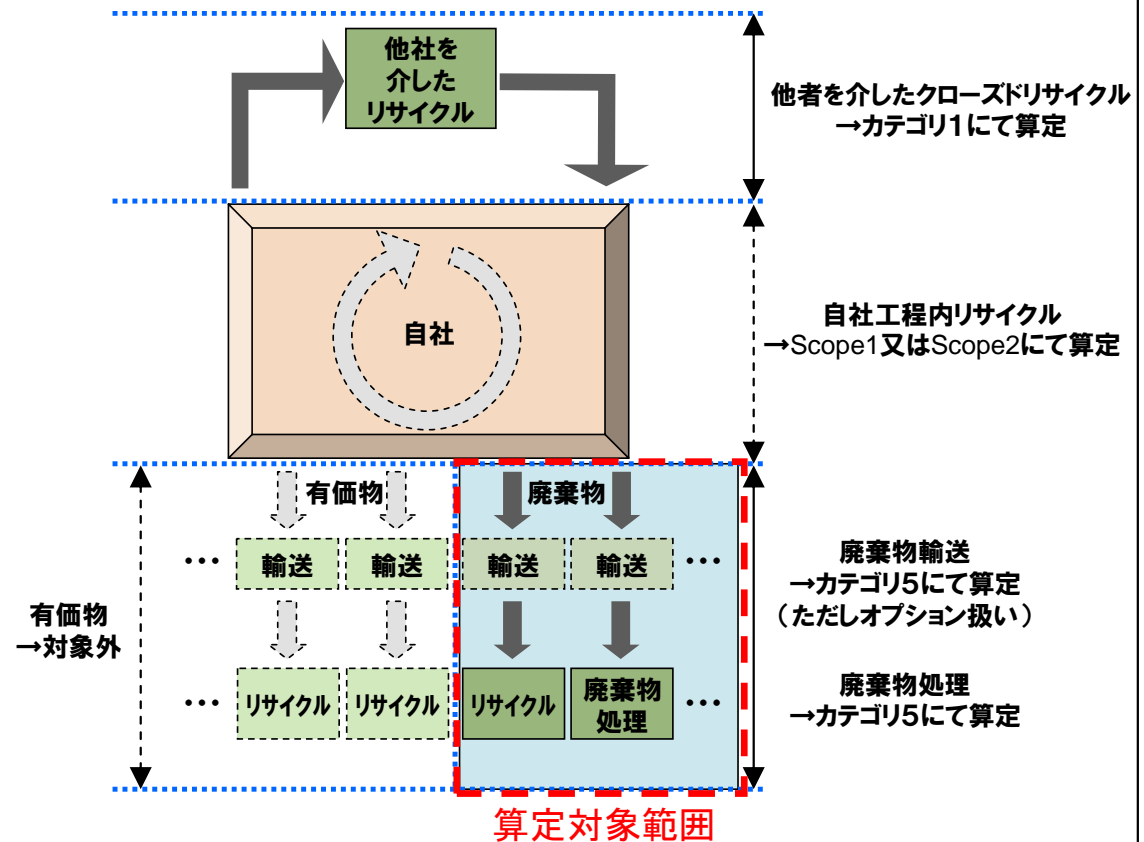 他社を
介した
リサイクル
他者を介したクローズドリサイクル
→カテゴリ1にて算定
自社
自社工程内リサイクル
→Scope1又はScope2にて算定
有価物
廃棄物
… 輸送 輸送 輸送 輸送 …
廃棄物輸送
→カテゴリ5にて算定
（ただしオプション扱い）
有価物
→対象外
… リサイクル リサイクル リサイクル 廃棄物
処理 …
廃棄物処理
→カテゴリ5にて算定
算定対象範囲